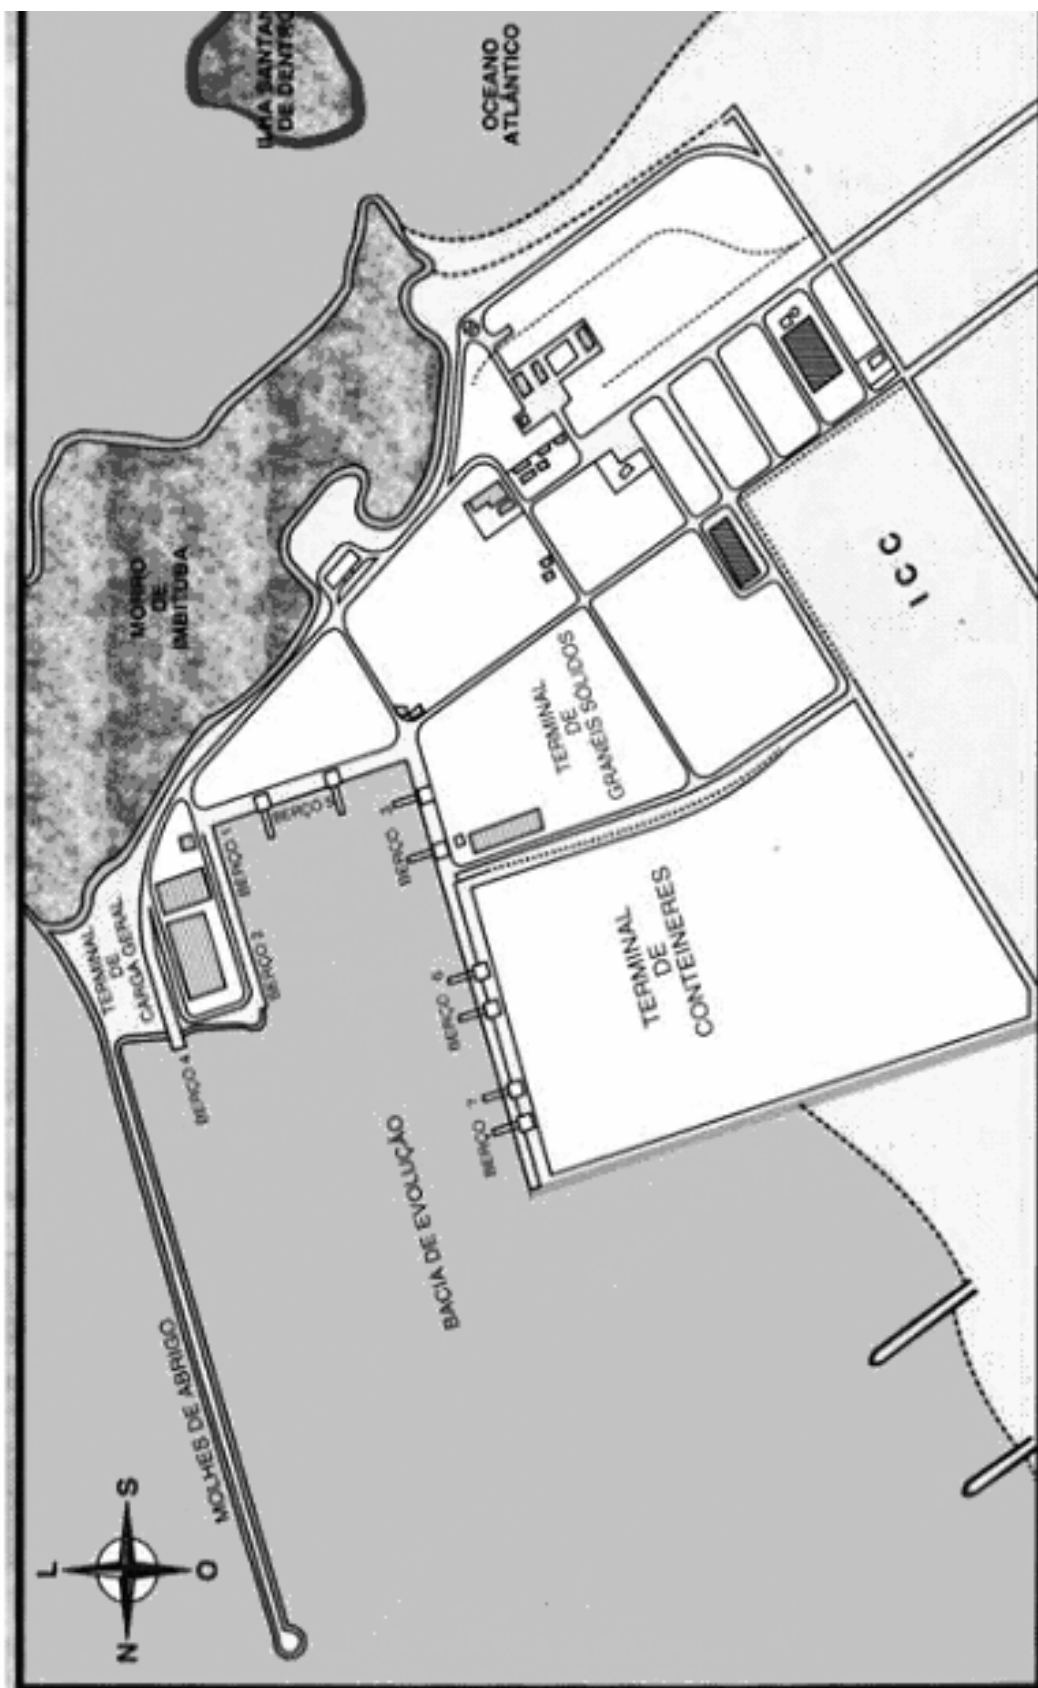 ILHA SANTANA
DE DENTRO
OCEANO
ATLÂNTICO
MORRO
DE
IMBITUBA
I C C
TERMINAL
DE
GRANEIS SÓLIDOS
BERÇO 5
BERÇO 3
BERÇO 1
BERÇO 2
TERMINAL
DE
CARGA GERAL
BERÇO 4
BERÇO 6
BERÇO 7
TERMINAL
DE
CONTEINERES
BACIA DE EVOLUÇÃO
MOLHES DE ABRIGO
L
S
O
N